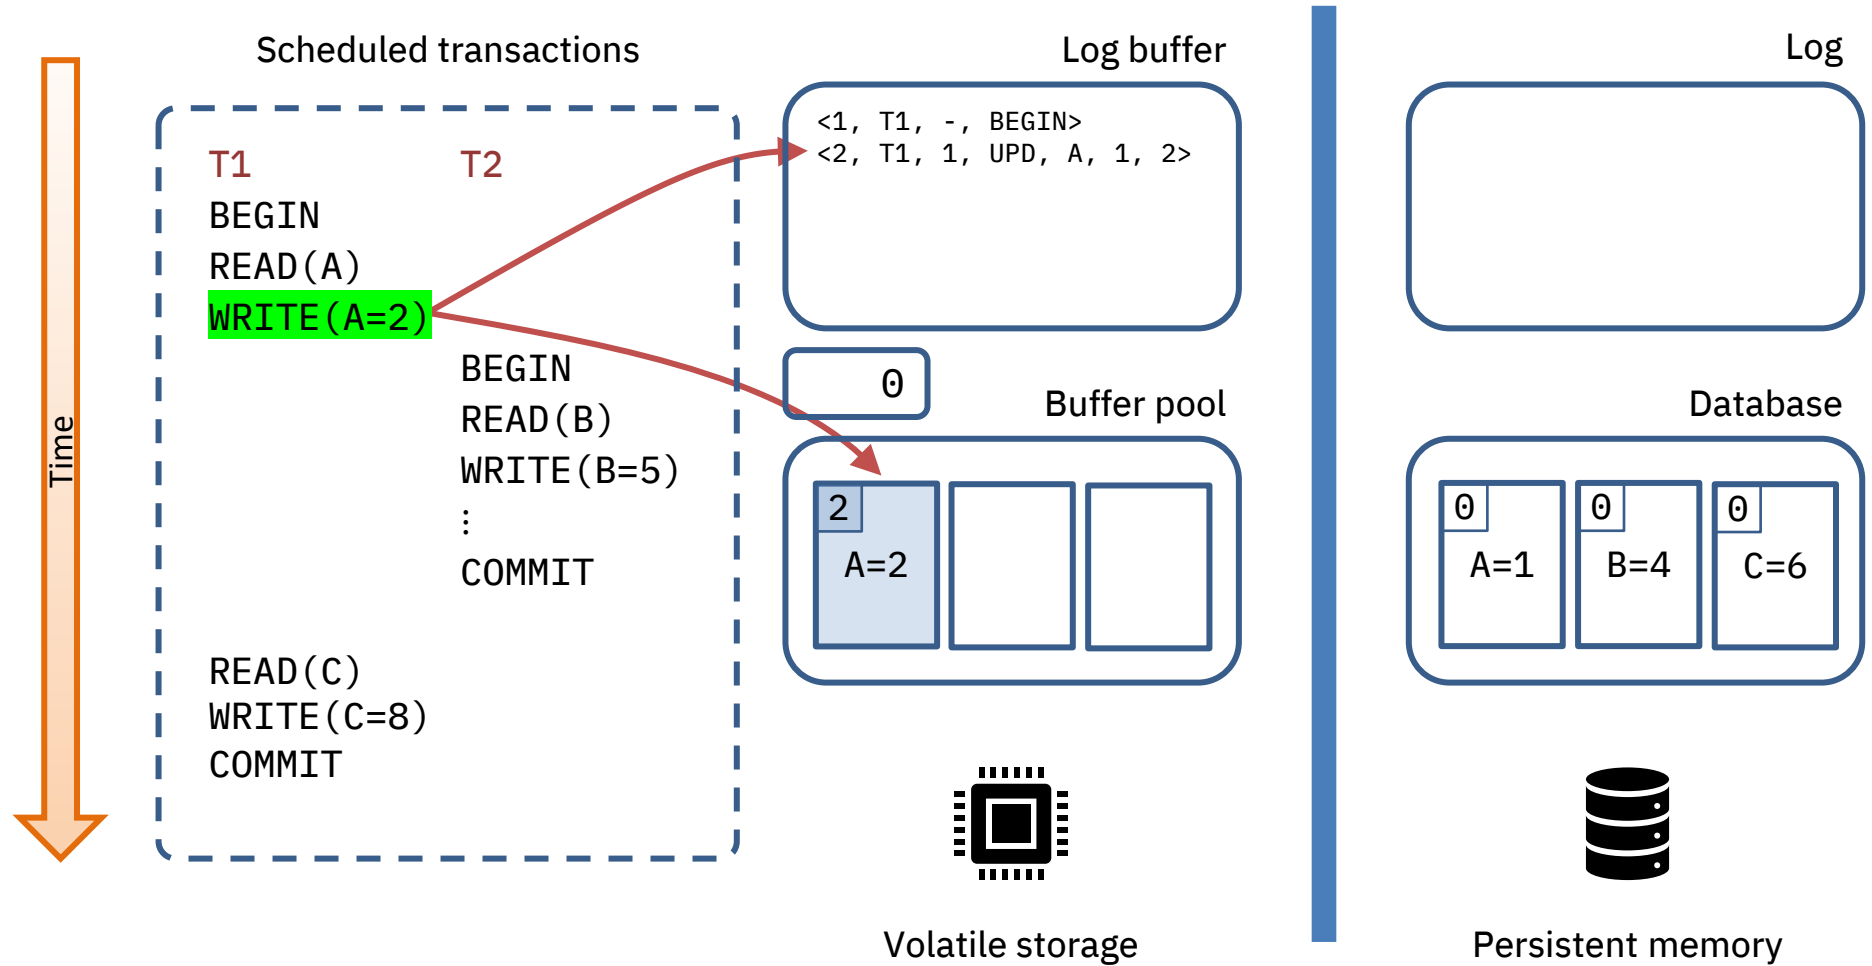 Time
Scheduled transactions
T1 T2
BEGIN
READ(A)
WRITE(A=2)
BEGIN
READ(B)
WRITE(B=5)
⋮
COMMIT
READ(C)
WRITE(C=8)
COMMIT
Log buffer
<1, T1, -, BEGIN>
<2, T1, 1, UPD, A, 1, 2>
0
Buffer pool
2
A=2
Volatile storage
Log
Database
0 0 0
A=1 B=4 C=6
Persistent memory